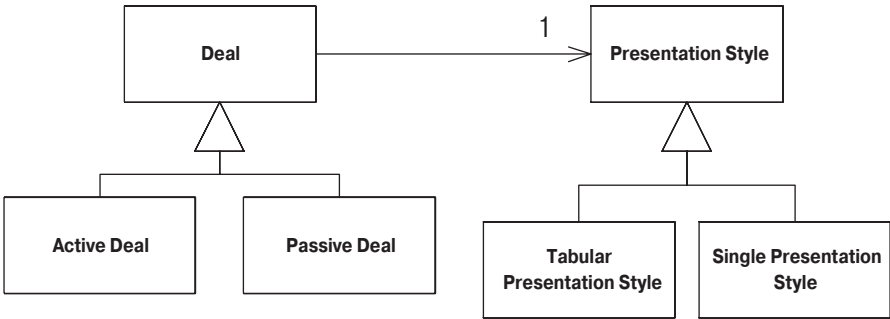 1
Deal
Presentation Style
Active Deal
Passive Deal
Tabular
Presentation Style
Single Presentation
Style